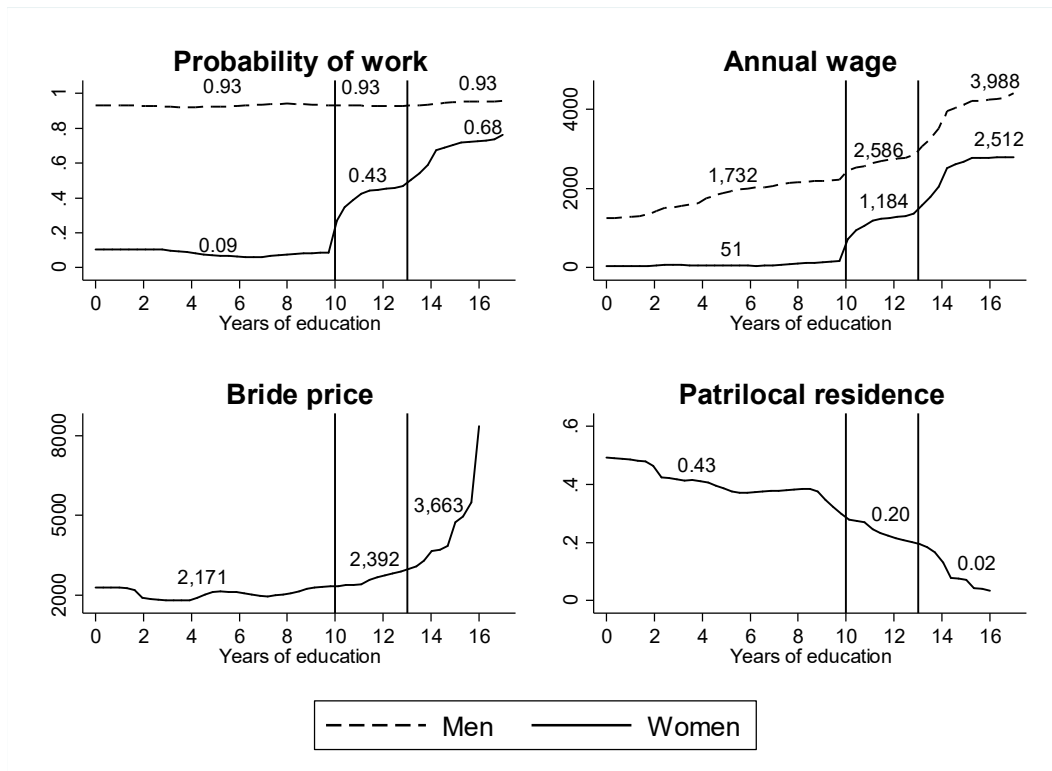 Probability of work
0.93 0.93 0.93
0.68
0.43
0.09
0 .2 .4 .6 .8 1
0 2 4 6 8 10 12 14 16
Years of education
Annual wage
3,988
2,586
2,512
1,732
1,184
51
0 2000 4000
0 2 4 6 8 10 12 14 16
Years of education
Bride price
3,663
2,392
2,171
2000 5000 8000
0 2 4 6 8 10 12 14 16
Years of education
Patrilocal residence
0.43
0.20
0.02
0 .2 .4 .6
0 2 4 6 8 10 12 14 16
Years of education
Men Women